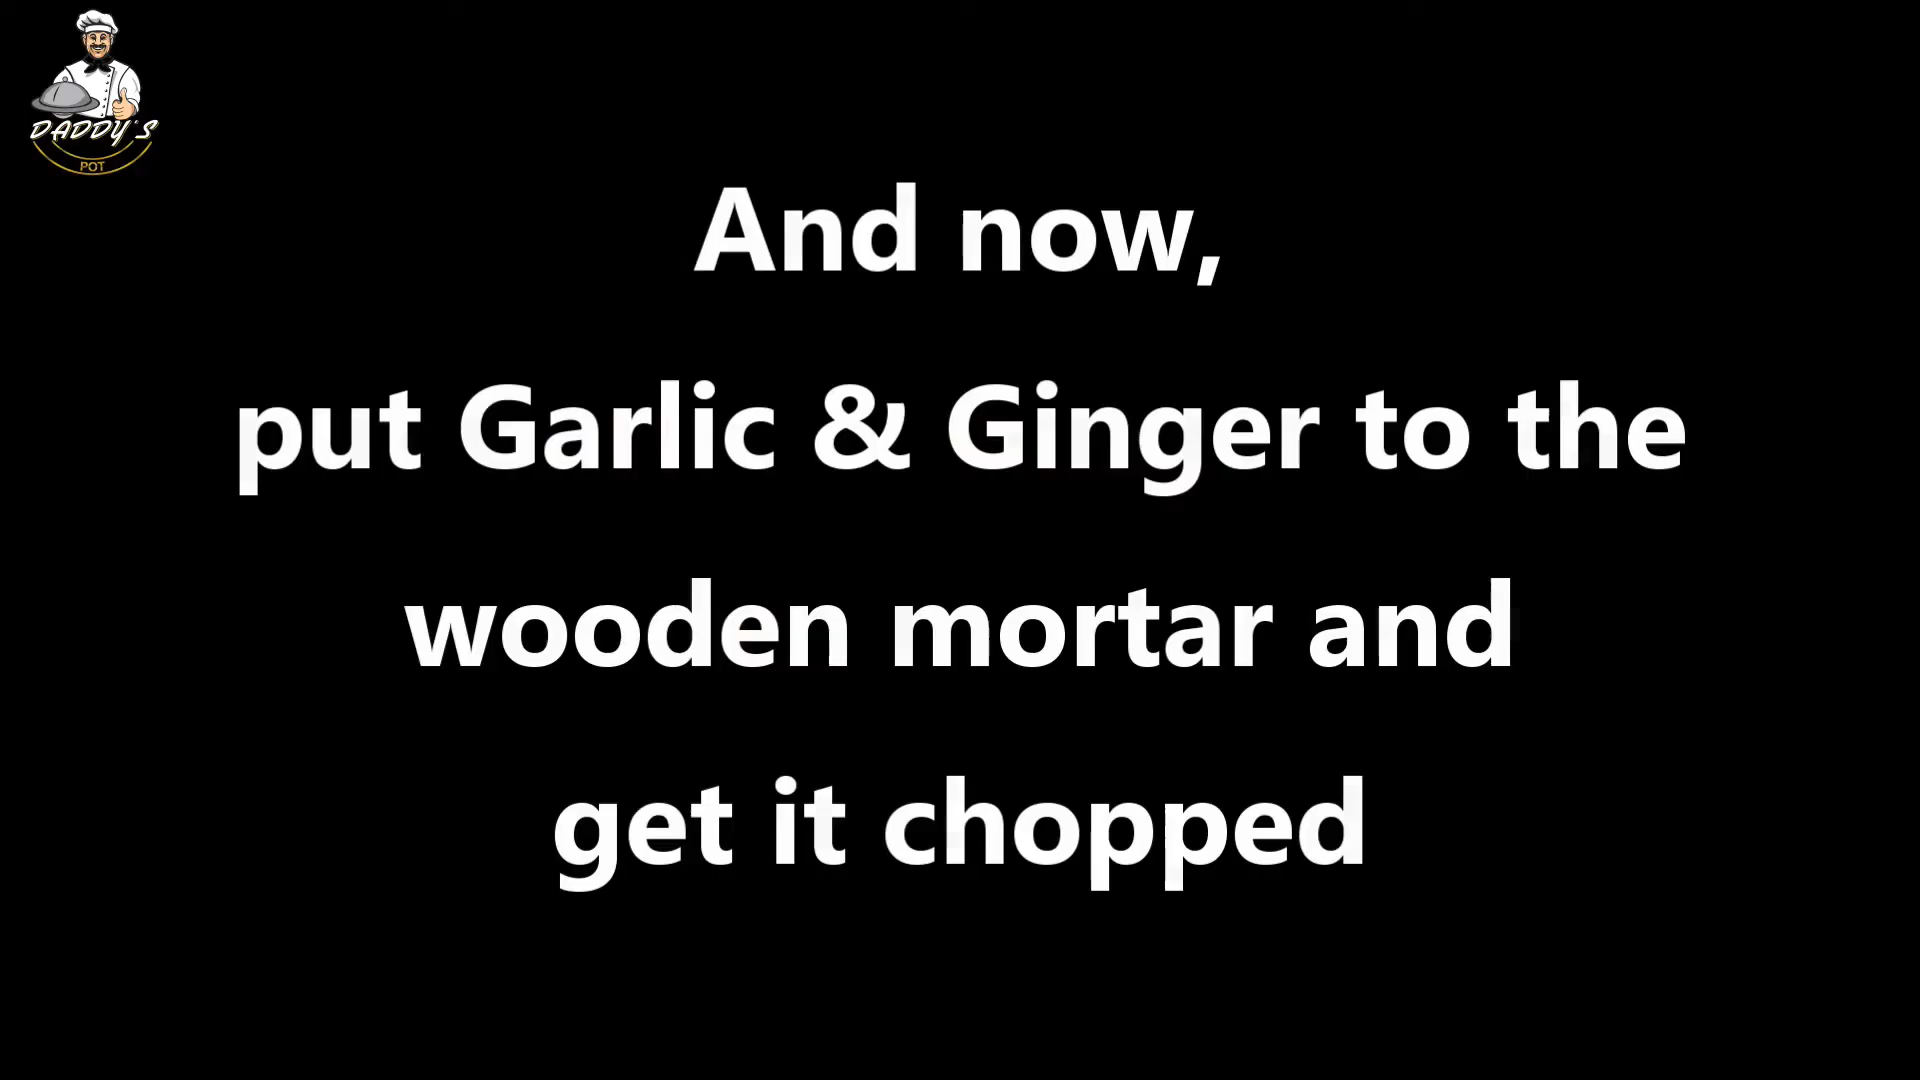 DADDY'S
POT
And now,
put Garlic & Ginger to the
wooden mortar and
get it chopped